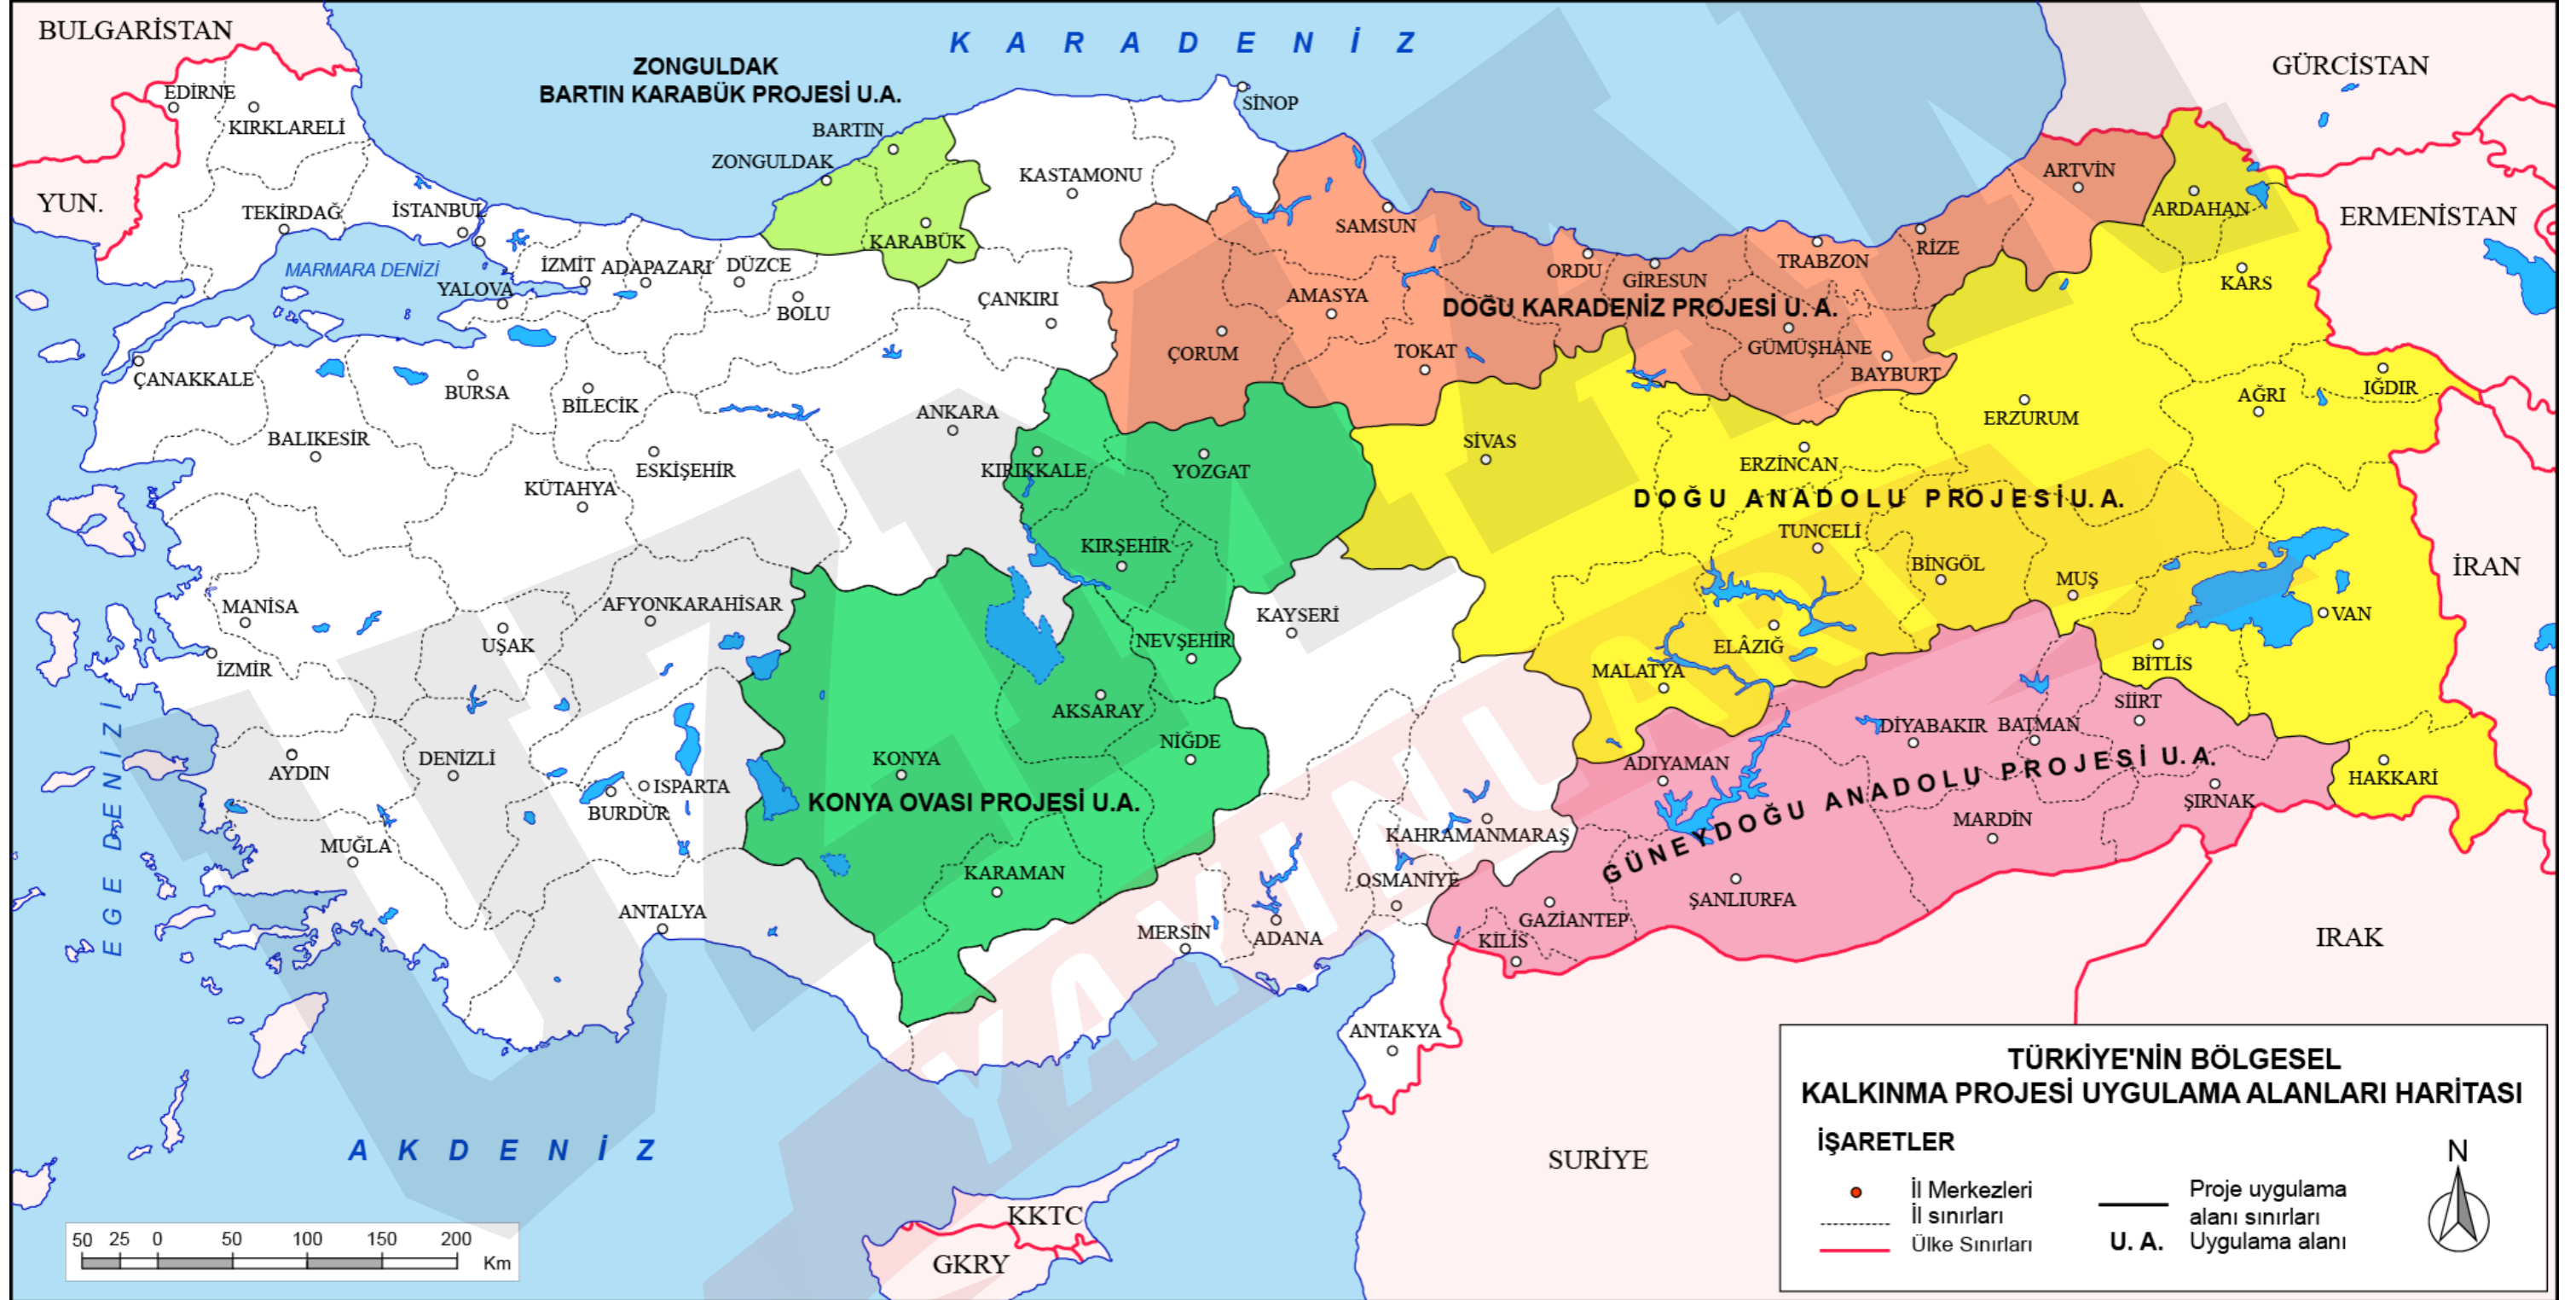 BULGARİSTAN
K A R A D E N İ Z
GÜRCİSTAN
ZONGULDAK
BARTIN KARABÜK PROJESİ U.A.
EDİRNE
KIRKLARELİ
SİNOP
BARTIN
ZONGULDAK
KASTAMONU
ARTVİN
YUN.
TEKİRDAĞ
İSTANBUL
KARABÜK
SAMSUN
ARDAHAN
ERMENİSTAN
MARMARA DENİZİ
YALOVA
İZMİT
ADAPAZARI
DÜZCE
BOLU
ÇANKIRI
AMASYA
ORDU
GİRESUN
TRABZON
RİZE
KARS
DOĞU KARADENİZ PROJESİ U. A.
ÇORUM
TOKAT
GÜMÜŞHANE
BAYBURT
ÇANAKKALE
BURSA
BİLECİK
ANKARA
AĞRI
IĞDIR
ERZURUM
BALIKESİR
ESKİŞEHİR
KÜTAHYA
KIRIKKALE
YOZGAT
SİVAS
ERZİNCAN
DOĞU ANADOLU PROJESİ U. A.
TUNCELİ
KIRŞEHİR
BİNGÖL
MUŞ
İRAN
MANİSA
UŞAK
AFYONKARAHİSAR
KAYSERİ
VAN
NEVŞEHİR
ELÂZIĞ
BİTLİS
İZMİR
MALATYA
AKSARAY
SİİRT
DİYABAKIR
BATMAN
AYDIN
DENİZLİ
ISPARTA
BURDUR
KONYA
NİĞDE
ADIYAMAN
HAKKARİ
KONYA OVASI PROJESİ U.A.
GÜNEYDOĞU ANADOLU PROJESİ U. A.
ŞIRNAK
EGE DENİZİ
MUĞLA
KAHRAMANMARAŞ
MARDİN
KARAMAN
OSMANİYE
ŞANLIURFA
ANTALYA
MERSİN
ADANA
GAZİANTEP
KİLİS
IRAK
ANTAKYA
UZMAN
YAYINLARI
A K D E N İ Z
SURİYE
KKTC
GKRY
50 25 0 50 100 150 200
Km
TÜRKİYE'NİN BÖLGESEL
KALKINMA PROJESİ UYGULAMA ALANLARI HARİTASI
İŞARETLER
N
İl Merkezleri
İl sınırları
Ülke Sınırları
Proje uygulama
alanı sınırları
U. A. Uygulama alanı